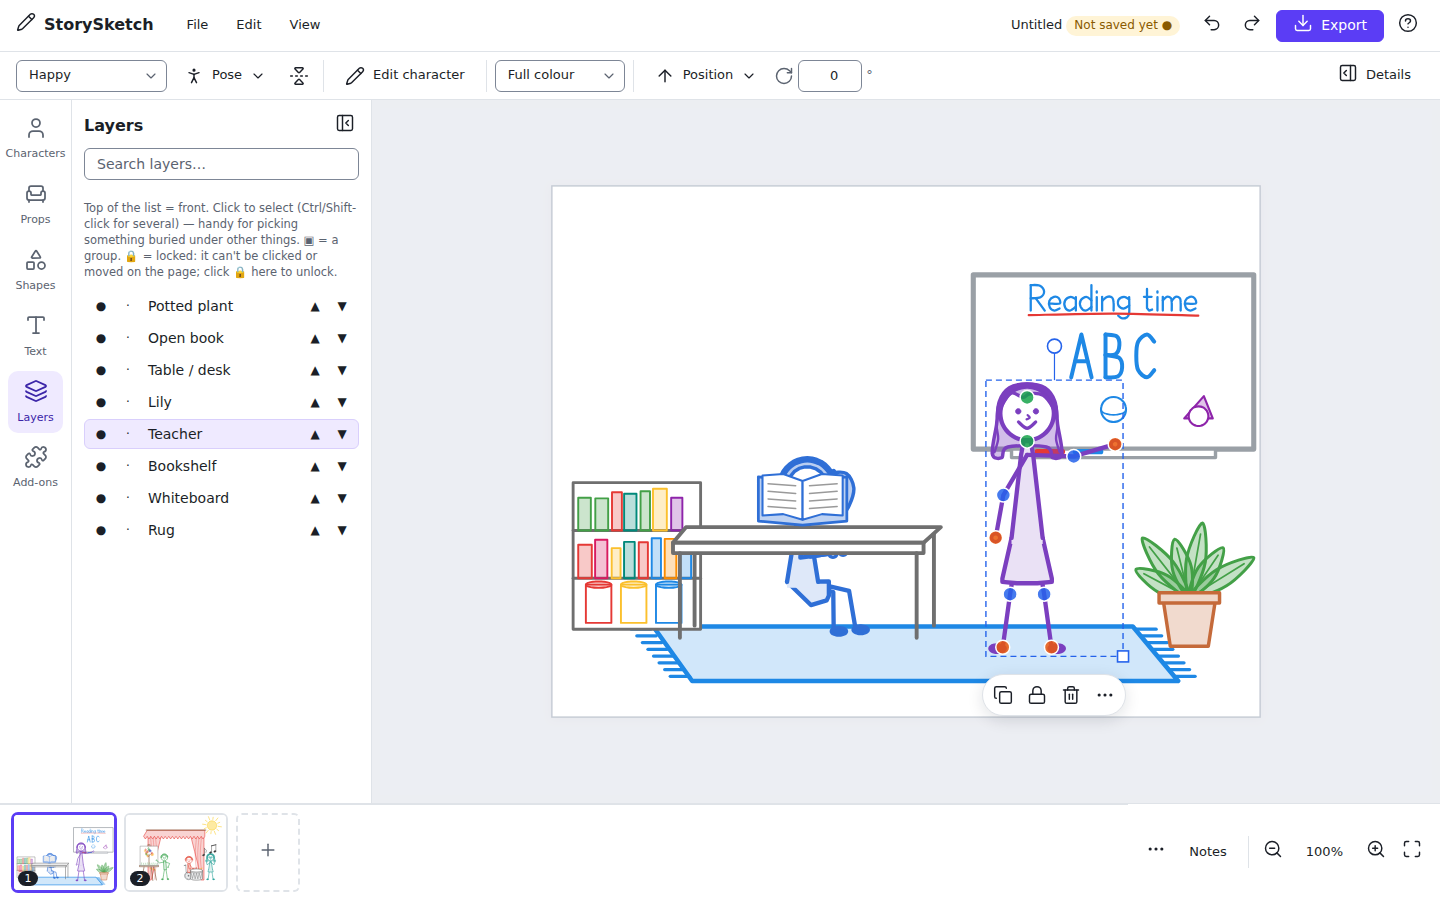 StorySketch
File Edit View
Untitled Not saved yet ●
Export
Happy
Pose
Edit character
Full colour
Position
0 °
Details
Characters
Props
Shapes
Text
Layers
Add-ons
Layers
Search layers...
Top of the list = front. Click to select (Ctrl/Shift-
click for several) — handy for picking
something buried under other things. ▣ = a
group. 🔒 = locked: it can't be clicked or
moved on the page; click 🔒 here to unlock.
● · Potted plant ▲ ▼
● · Open book ▲ ▼
● · Table / desk ▲ ▼
● · Lily ▲ ▼
● · Teacher ▲ ▼
● · Bookshelf ▲ ▼
● · Whiteboard ▲ ▼
● · Rug ▲ ▼
Reading time
ABC
Reading time
ABC
1
2
Notes
100%